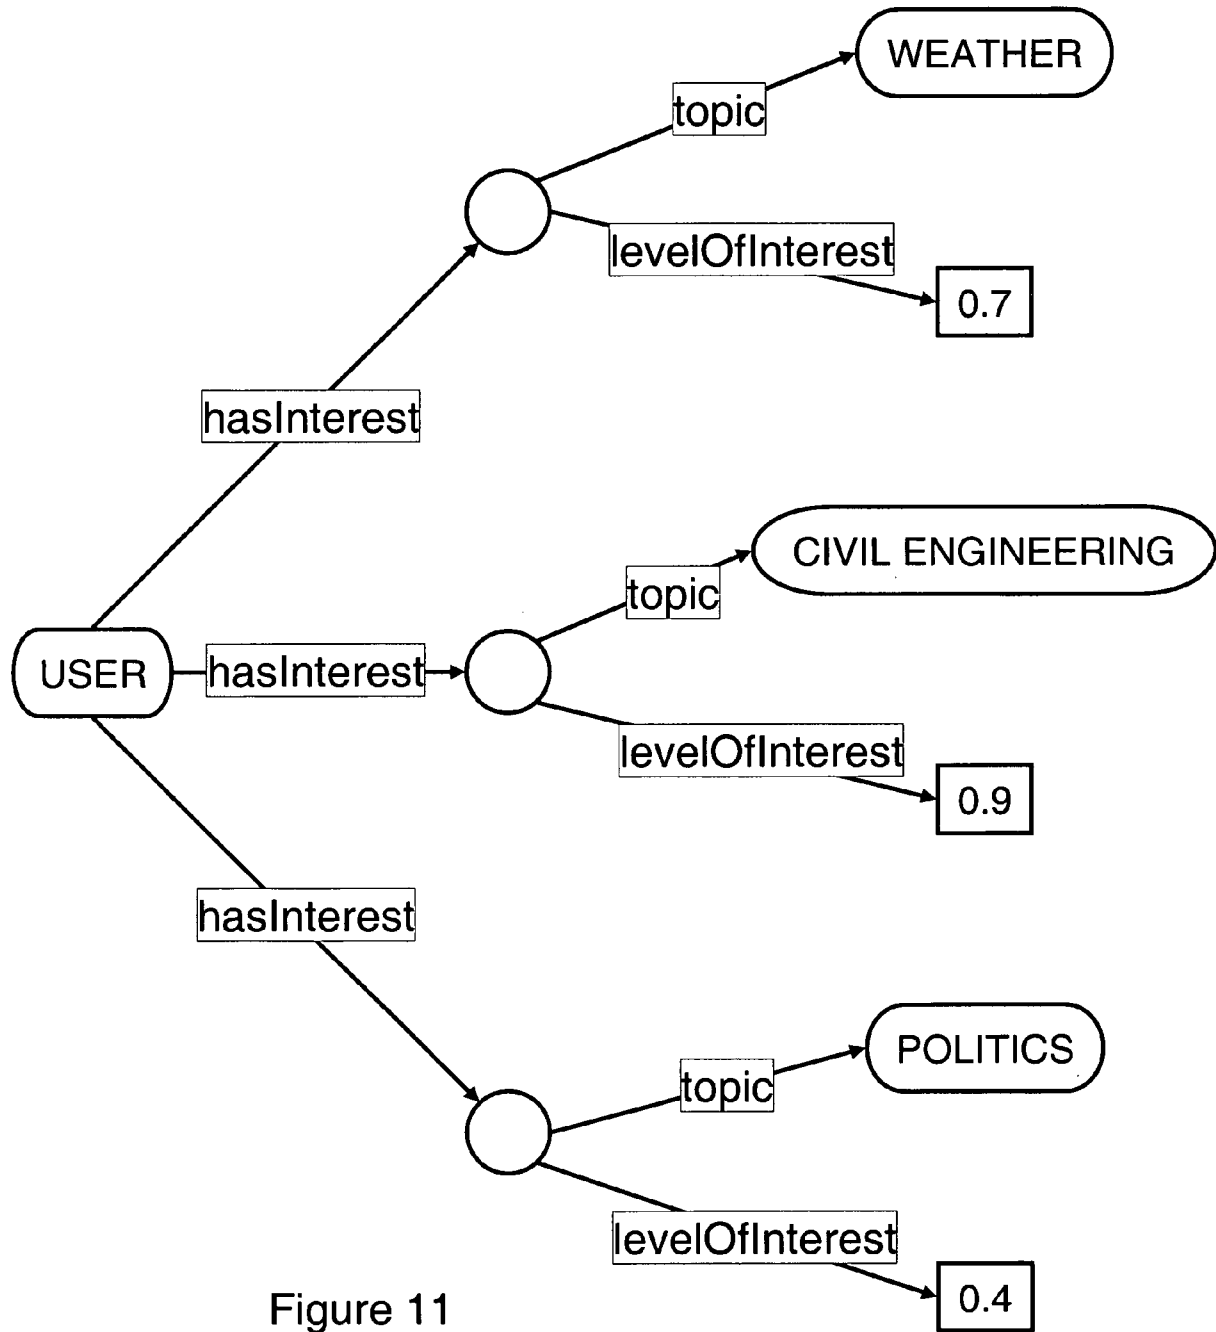 WEATHER
topic
levelOfInterest
0.7
hasInterest
CIVIL ENGINEERING
topic
USER
hasInterest
levelOfInterest
0.9
hasInterest
POLITICS
topic
levelOfInterest
0.4
Figure 11